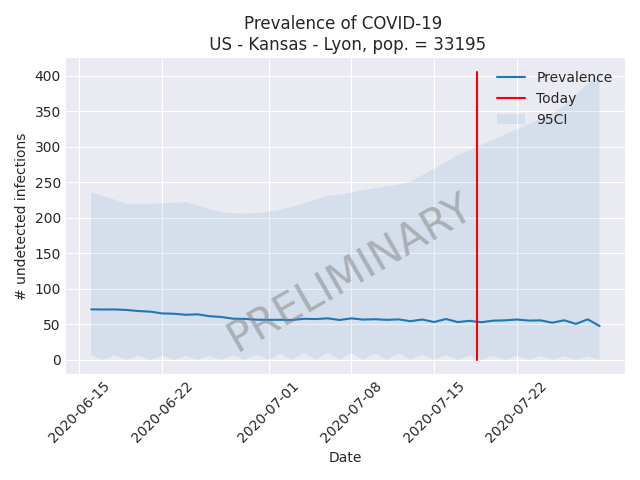 Prevalence of COVID-19
US - Kansas - Lyon, pop. = 33195
400
350
300
250
200
150
100
50
0
# undetected infections
Prevalence
Today
95CI
PRELIMINARY
2020-06-15
2020-06-22
2020-07-01
2020-07-08
2020-07-15
2020-07-22
Date